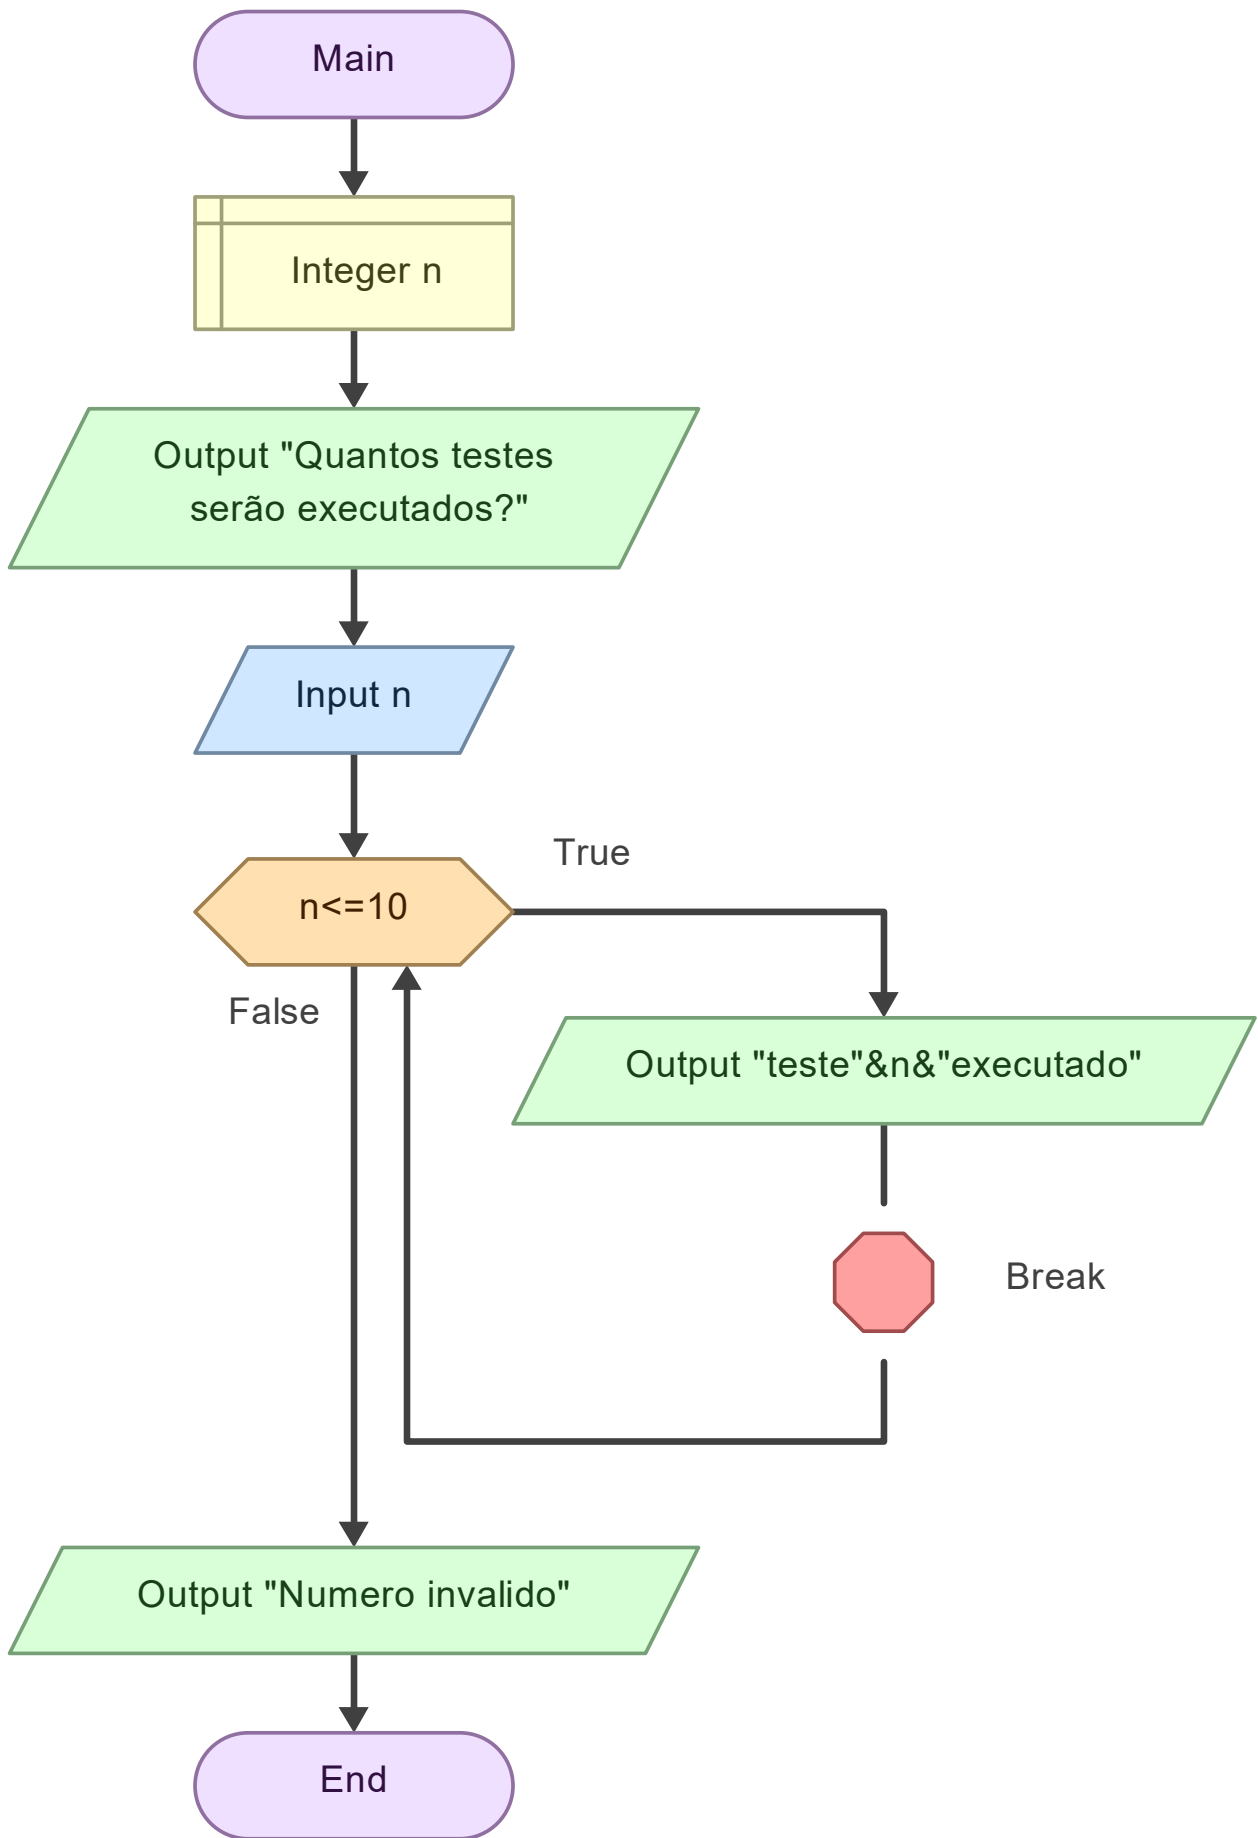 Main
Integer n
Output "Quantos testes
serão executados?"
Input n
n<=10
True
False
Output "teste"&n&"executado"
Break
Output "Numero invalido"
End